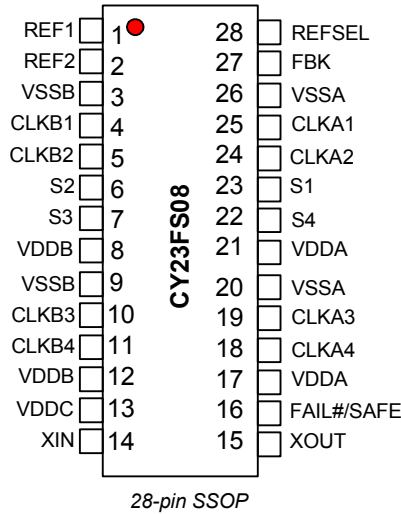 REF1 1 28 REFSEL
REF2 2 27 FBK
VSSB 3 26 VSSA
CLKB1 4 25 CLKA1
CLKB2 5 24 CLKA2
S2 6 23 S1
S3 7 22 S4
VDDB 8 21 VDDA
VSSB 9 20 VSSA
CLKB3 10 19 CLKA3
CLKB4 11 18 CLKA4
VDDB 12 17 VDDA
VDDC 13 16 FAIL#/SAFE
XIN 14 15 XOUT
CY23FS08
28-pin SSOP